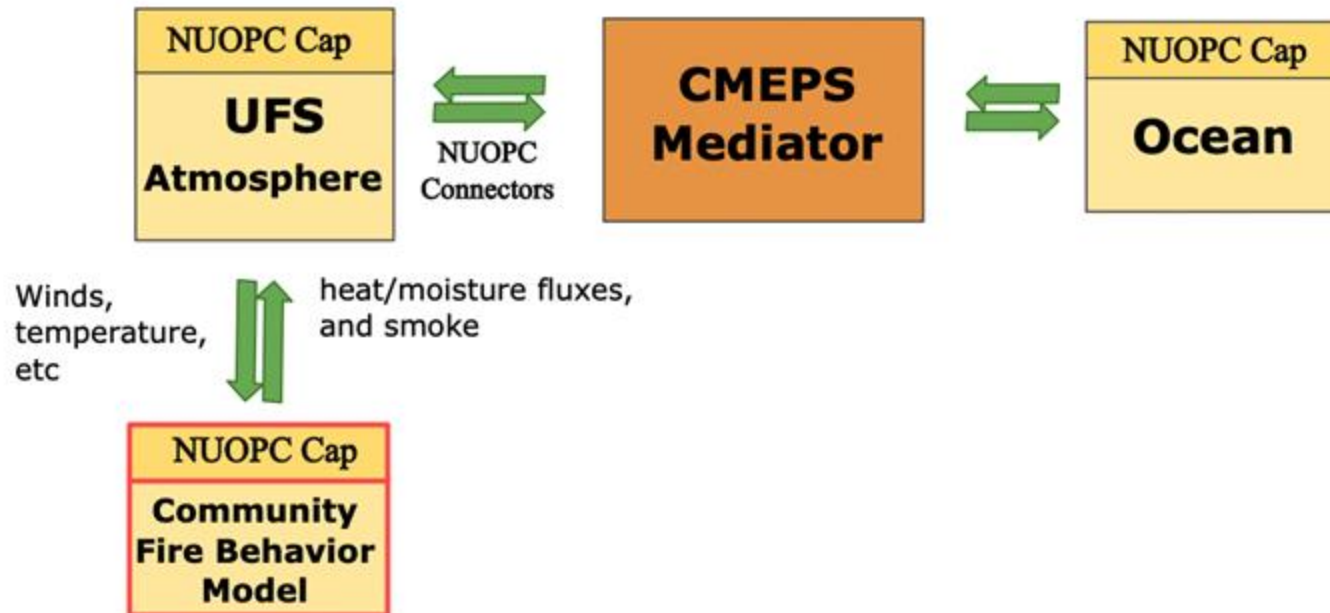 NUOPC Cap
UFS
Atmosphere
NUOPC
Connectors
CMEPS
Mediator
NUOPC Cap
Ocean
Winds,
temperature,
etc
heat/moisture fluxes,
and smoke
NUOPC Cap
Community
Fire Behavior
Model